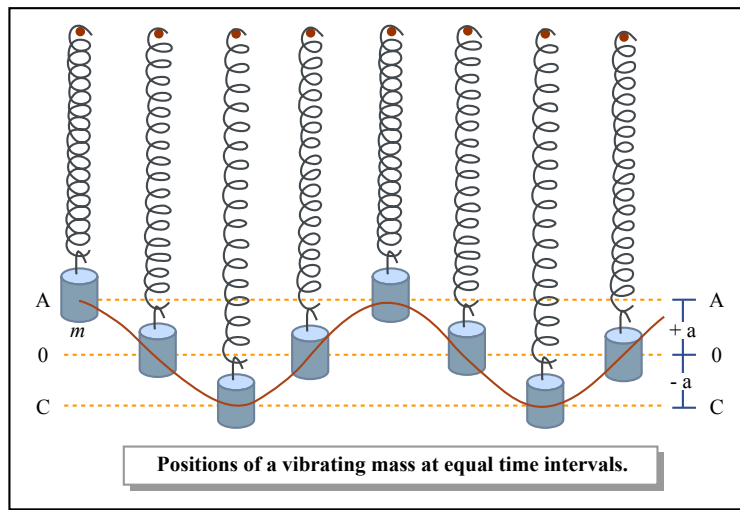 A
A
m
+ a
0
0
- a
C
C
Positions of a vibrating mass at equal time intervals.